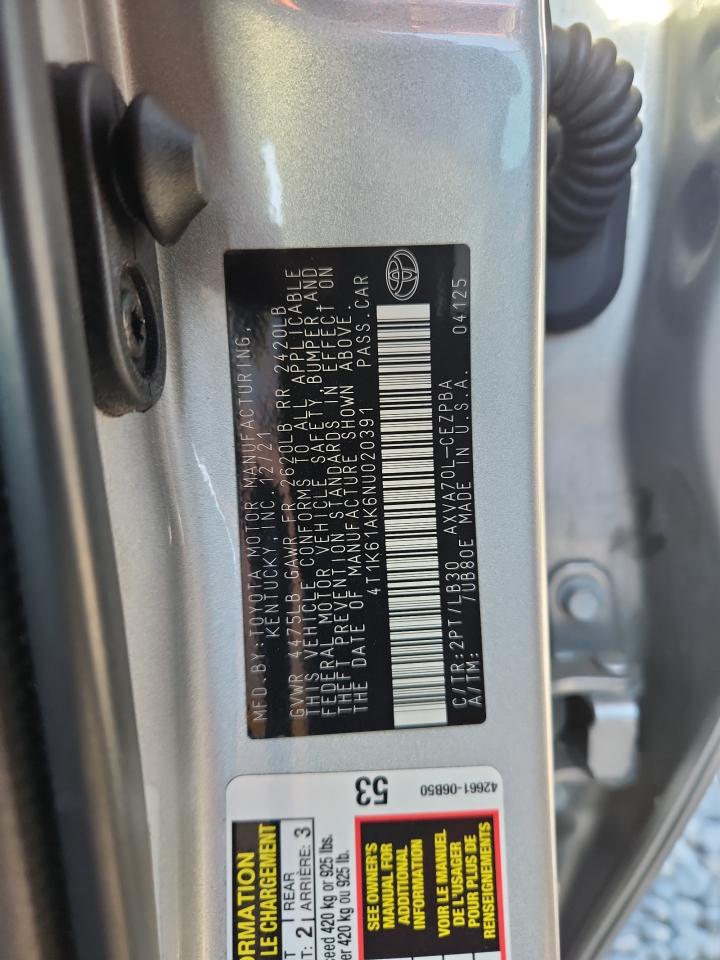 MFD.BY:TOYOTA MOTOR MANUFACTURING,
KENTUCKY,INC. 12/21
GVWR 4475LB GAWR FR 2620LB RR 2420LB
THIS VEHICLE CONFORMS TO ALL APPLICABLE
FEDERAL MOTOR VEHICLE SAFETY, BUMPER,AND
THEFT PREVENTION STANDARDS IN EFFECT ON
THE DATE OF MANUFACTURE SHOWN ABOVE.
4T1K61AK6NU020391 PASS.CAR
C/TR:2PT/LB30 AXVA70L-CEZPBA
A/TM: 7UB80E MADE IN U.S.A. 04125
53
42661-06B50
ORMATION
LE CHARGEMENT
T REAR
T: 2 ARRIÈRE: 3
eed 420 kg or 925 lbs.
er 420 kg ou 925 lb.
SEE OWNER'S
MANUAL FOR
ADDITIONAL
INFORMATION
VOIR LE MANUEL
DE L'USAGER
POUR PLUS DE
RENSEIGNEMENTS